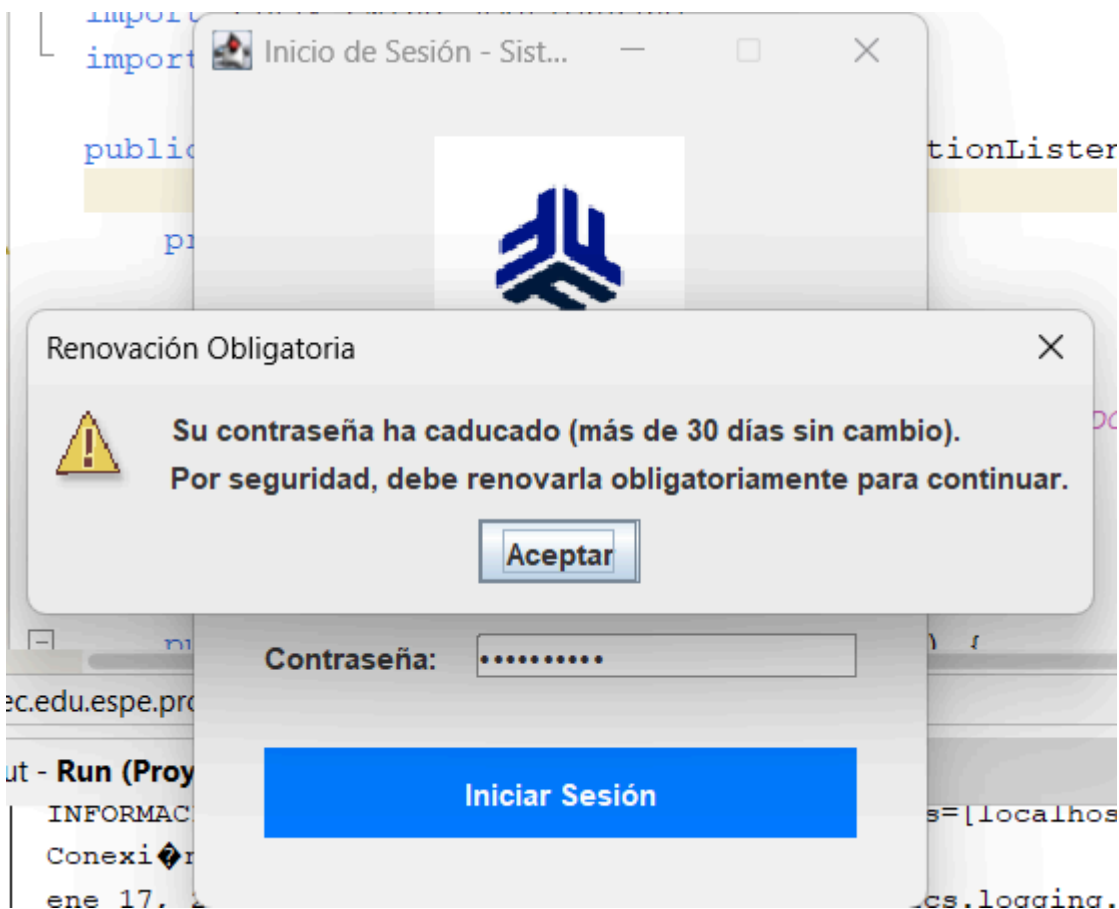 import
import
Inicio de Sesión - Sist...
public
tionListener
Renovación Obligatoria
Su contraseña ha caducado (más de 30 días sin cambio).
Por seguridad, debe renovarla obligatoriamente para continuar.
Aceptar
Contraseña: ••••••••••
) {
ec.edu.espe.pro
ut - Run (Proy
Iniciar Sesión
INFORMAC
s=[localhos
Conexi�
ene 17,
cs.logging.